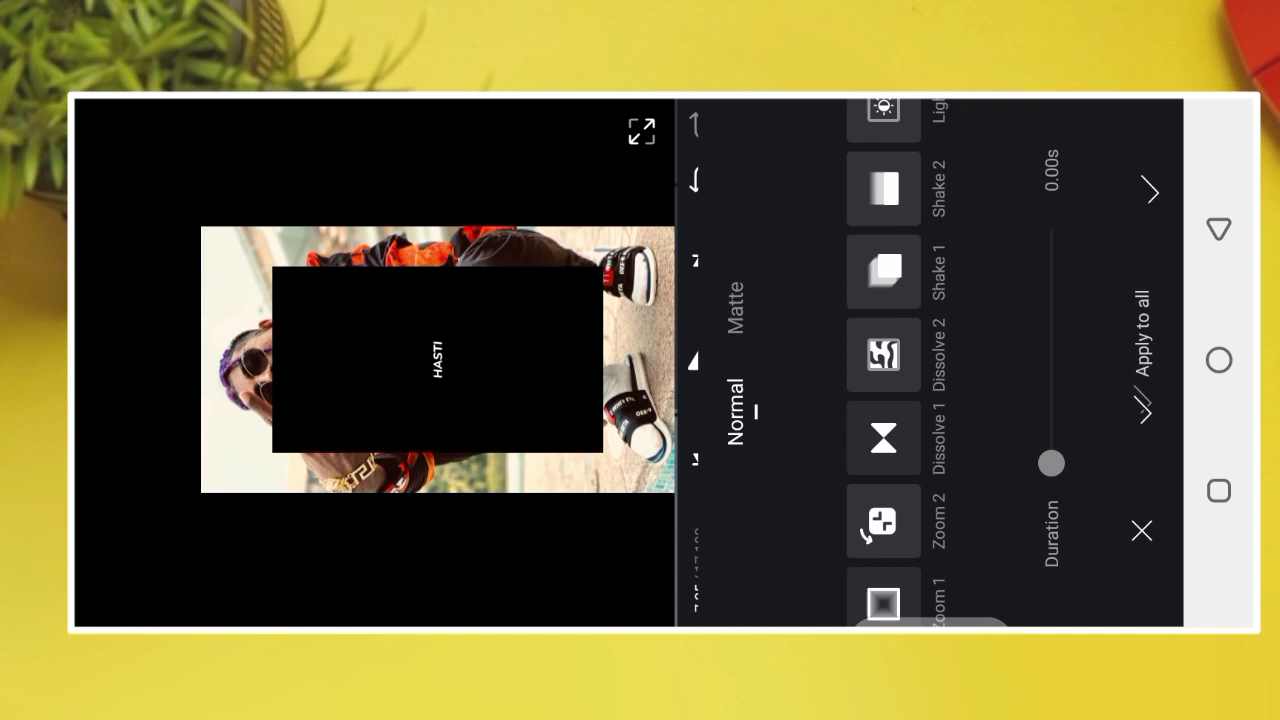 HASTI
Normal
Matte
Zoom 1
Zoom 2
Dissolve 1
Dissolve 2
Shake 1
Shake 2
Duration
0.00s
Apply to all